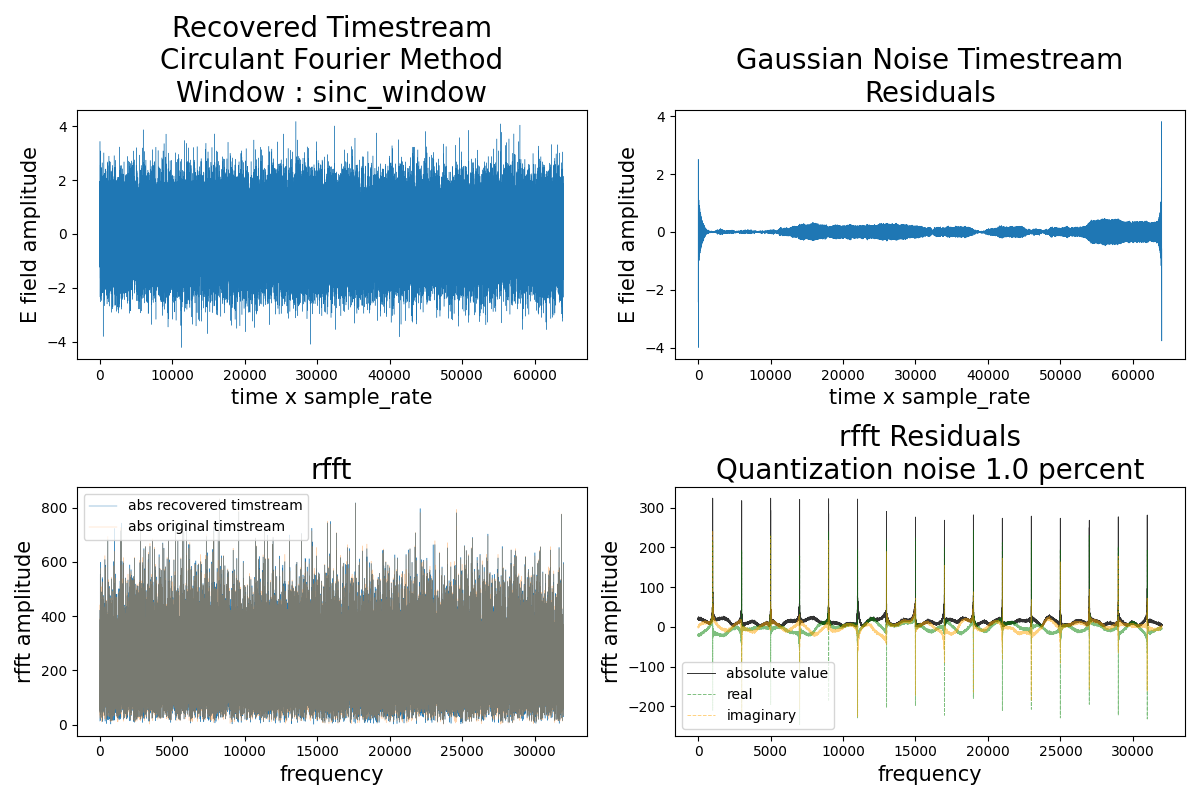 Recovered Timestream
Circulant Fourier Method
Window : sinc_window
E field amplitude
4
2
0
−2
−4
0 10000 20000 30000 40000 50000 60000
time x sample_rate
Gaussian Noise Timestream
Residuals
E field amplitude
4
2
0
−2
−4
0 10000 20000 30000 40000 50000 60000
time x sample_rate
rfft
rfft amplitude
800
600
400
200
0
abs recovered timstream
abs original timstream
0 5000 10000 15000 20000 25000 30000
frequency
rfft Residuals
Quantization noise 1.0 percent
rfft amplitude
300
200
100
0
−100
−200
absolute value
real
imaginary
0 5000 10000 15000 20000 25000 30000
frequency